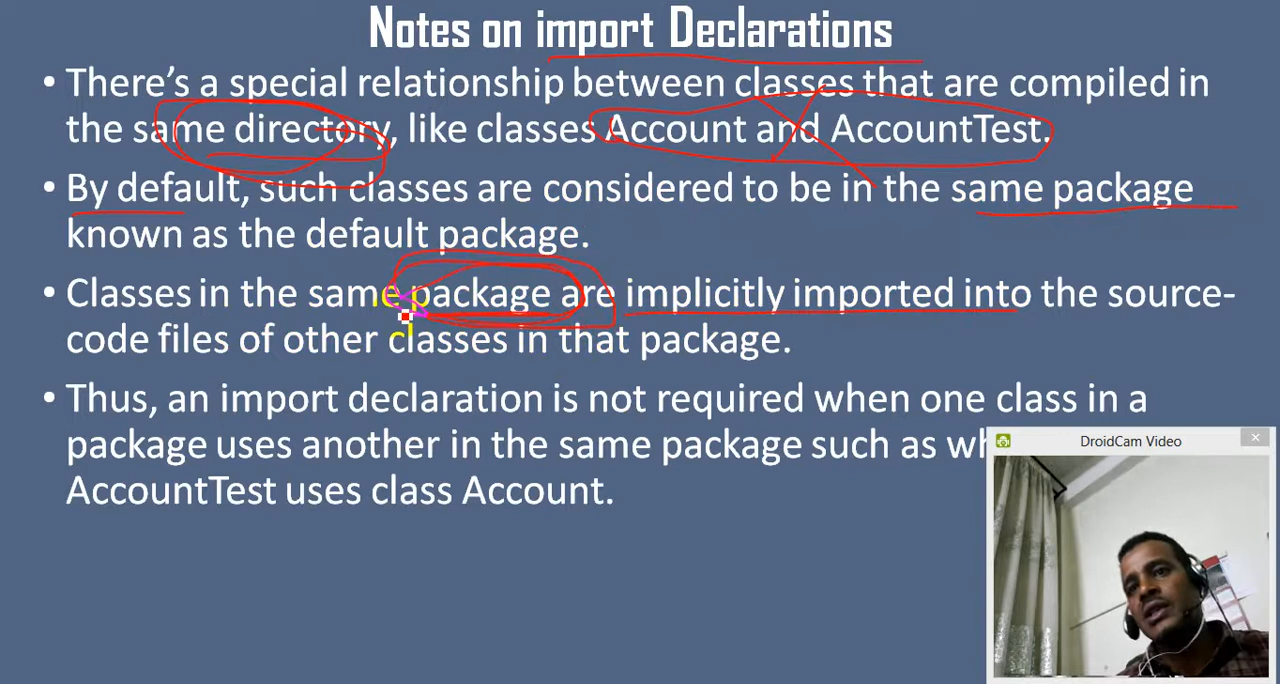 Notes on import Declarations
• There’s a special relationship between classes that are compiled in
the same directory, like classes Account and AccountTest.
• By default, such classes are considered to be in the same package
known as the default package.
• Classes in the same package are implicitly imported into the source-
code files of other classes in that package.
• Thus, an import declaration is not required when one class in a
package uses another in the same package such as
AccountTest uses class Account.
DroidCam Video